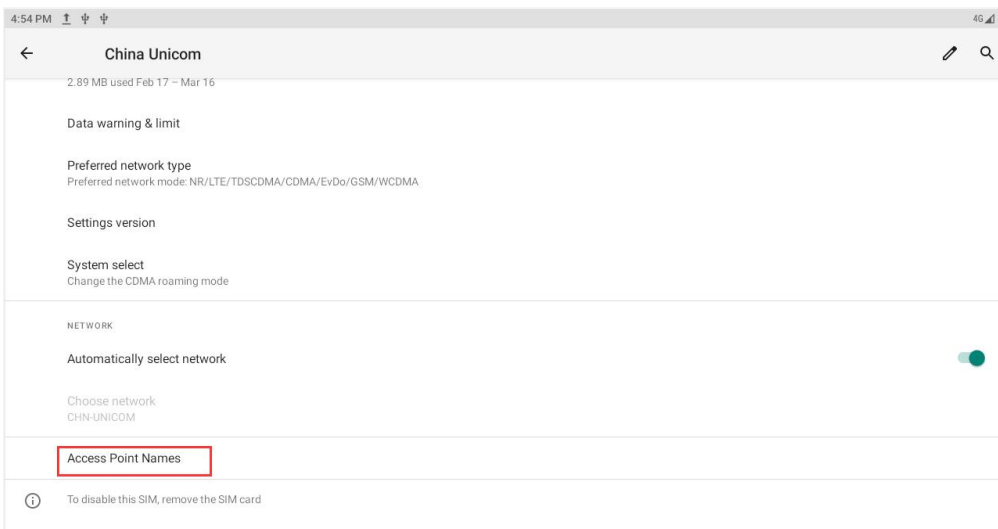 4:54 PM
4G
China Unicom
2.89 MB used Feb 17 – Mar 16
Data warning & limit
Preferred network type
Preferred network mode: NR/LTE/TDSCDMA/CDMA/EvDo/GSM/WCDMA
Settings version
System select
Change the CDMA roaming mode
NETWORK
Automatically select network
Choose network
CHN-UNICOM
Access Point Names
To disable this SIM, remove the SIM card